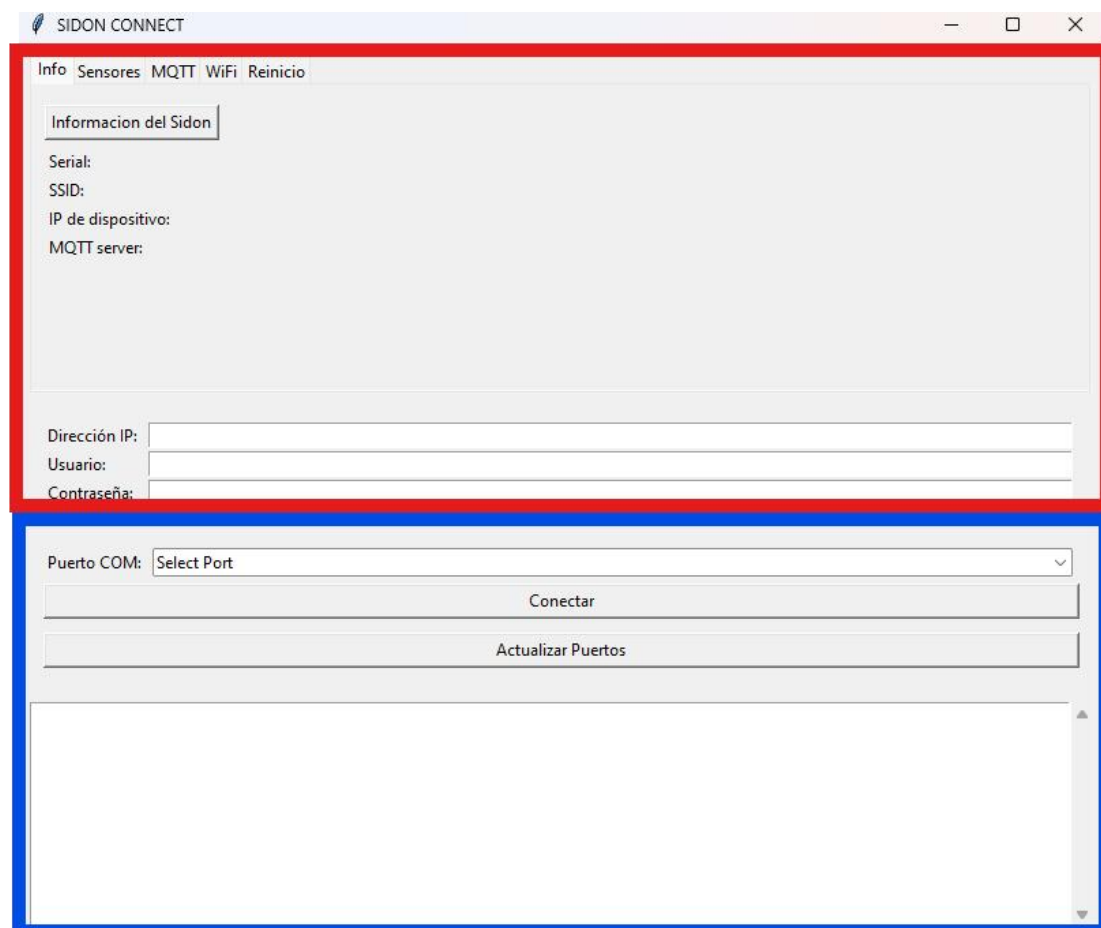 SIDON CONNECT
Info Sensores MQTT WiFi Reinicio
Informacion del Sidon
Serial:
SSID:
IP de dispositivo:
MQTT server:
Dirección IP:
Usuario:
Contraseña:
Puerto COM: Select Port
Conectar
Actualizar Puertos